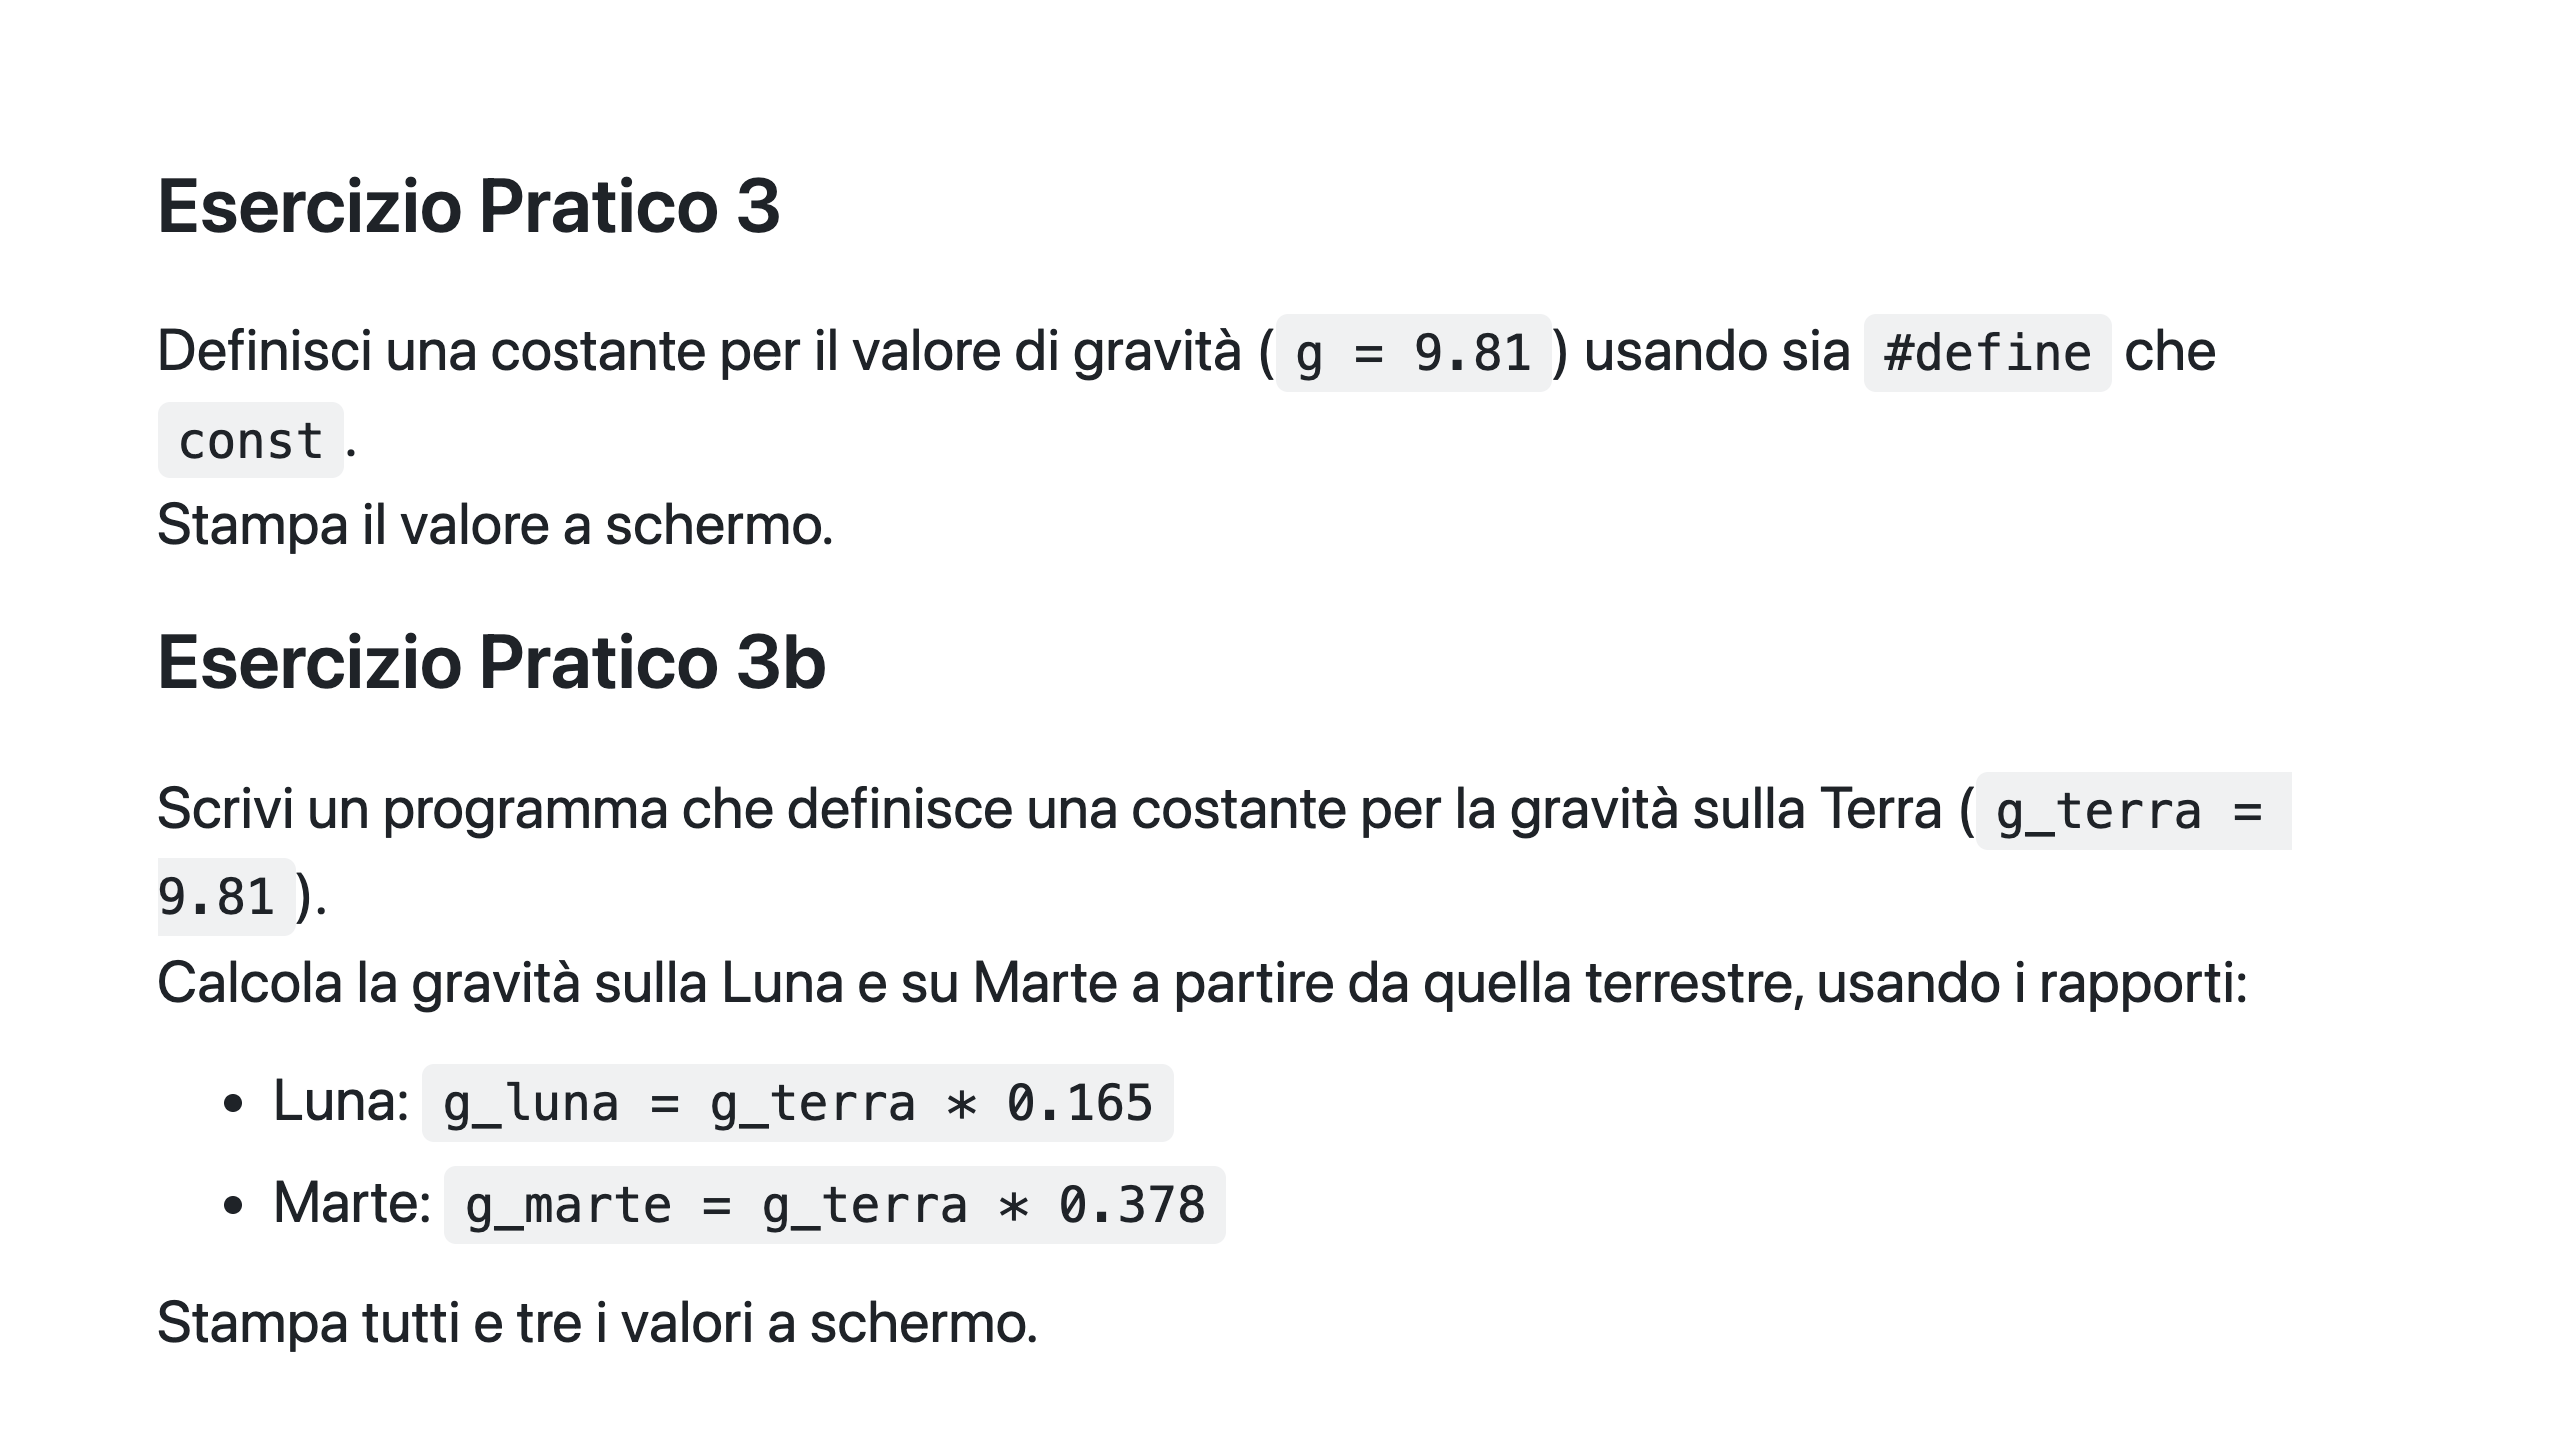 Esercizio Pratico 3
Definisci una costante per il valore di gravità ( g = 9.81 ) usando sia #define che
const .
Stampa il valore a schermo.
Esercizio Pratico 3b
Scrivi un programma che definisce una costante per la gravità sulla Terra ( g_terra =
9.81 ).
Calcola la gravità sulla Luna e su Marte a partire da quella terrestre, usando i rapporti:
• Luna: g_luna = g_terra * 0.165
• Marte: g_marte = g_terra * 0.378
Stampa tutti e tre i valori a schermo.